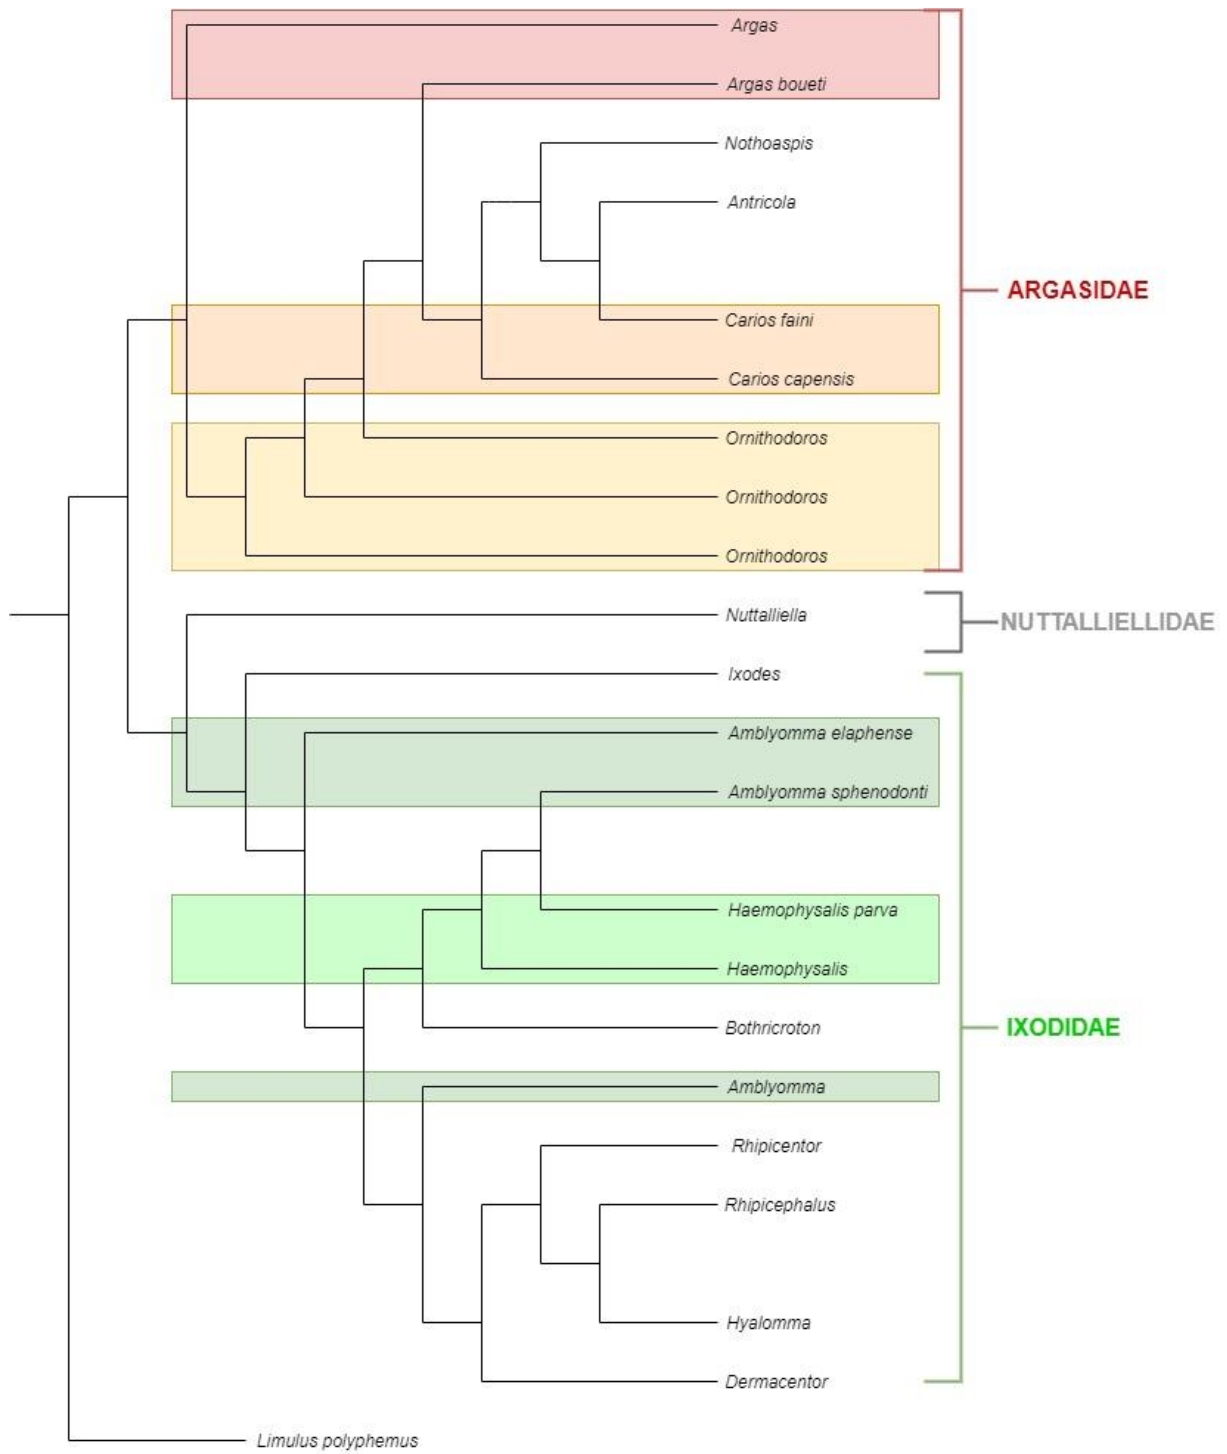 Argas
Argas boueti
Nothoaspis
Antricola
ARGASIDAE
Carios faini
Carios capensis
Ornithodoros
Ornithodoros
Ornithodoros
Nuttalliella
NUTTALLIELLIDAE
Ixodes
Amblyomma elaphense
Amblyomma sphenodonti
Haemophysalis parva
Haemophysalis
Bothricroton
IXODIDAE
Amblyomma
Rhipicentor
Rhipicephalus
Hyalomma
Dermacentor
Limulus polyphemus